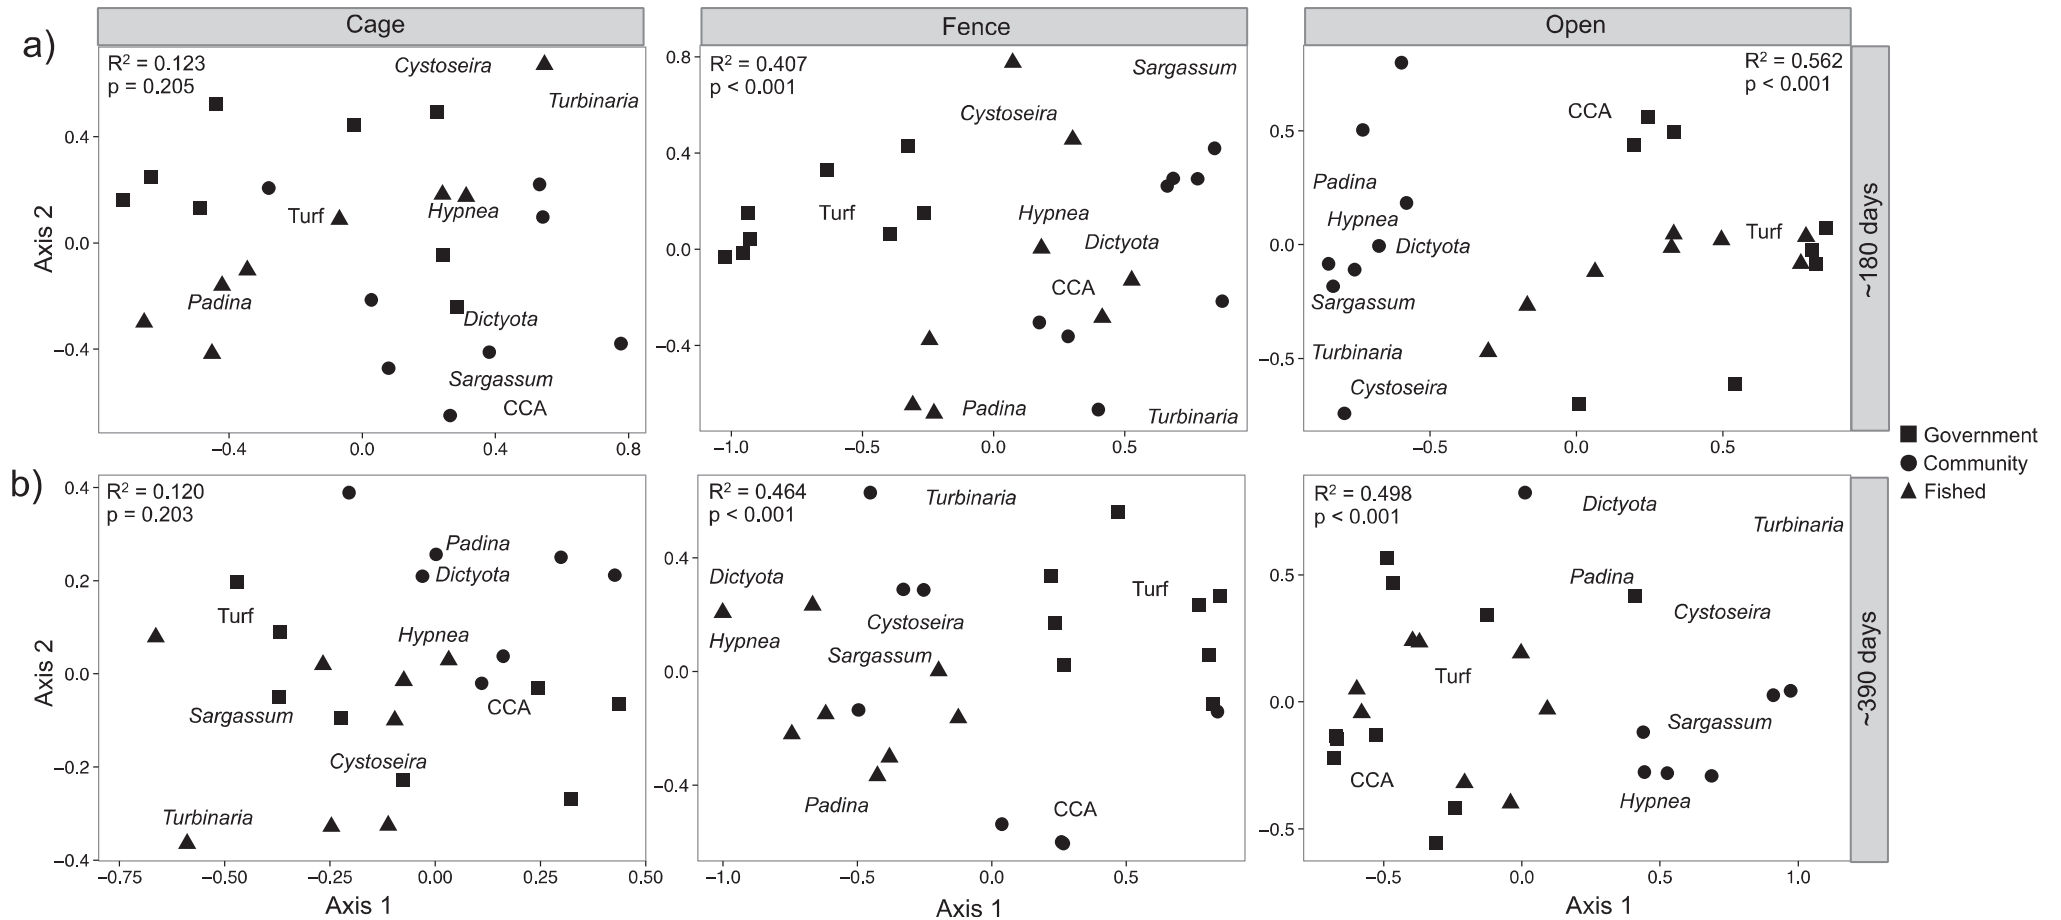 a)
Cage
Fence
Open
R² = 0.123
p = 0.205
Cystoseira
Turbinaria
Turf
Hypnea
Padina
Dictyota
Sargassum
CCA
0.4
0.0
−0.4
−0.4
0.0
0.4
0.8
Axis 2
R² = 0.407
p < 0.001
Sargassum
Cystoseira
Turf
Hypnea
Dictyota
CCA
Padina
Turbinaria
0.8
0.4
0.0
−0.4
−1.0
−0.5
0.0
0.5
R² = 0.562
p < 0.001
CCA
Padina
Hypnea
Dictyota
Turf
Sargassum
Turbinaria
Cystoseira
0.5
0.0
−0.5
−0.5
0.0
0.5
~180 days
Government
Community
Fished
b)
R² = 0.120
p = 0.203
Padina
Dictyota
Turf
Hypnea
Sargassum
CCA
Cystoseira
Turbinaria
0.4
0.2
0.0
−0.2
−0.4
−0.75
−0.50
−0.25
0.00
0.25
0.50
Axis 2
Axis 1
R² = 0.464
p < 0.001
Turbinaria
Dictyota
Turf
Cystoseira
Hypnea
Sargassum
Padina
CCA
0.4
0.0
−0.4
−1.0
−0.5
0.0
0.5
Axis 1
R² = 0.498
p < 0.001
Dictyota
Turbinaria
Padina
Cystoseira
Turf
Sargassum
CCA
Hypnea
0.5
0.0
−0.5
−0.5
0.0
0.5
1.0
Axis 1
~390 days